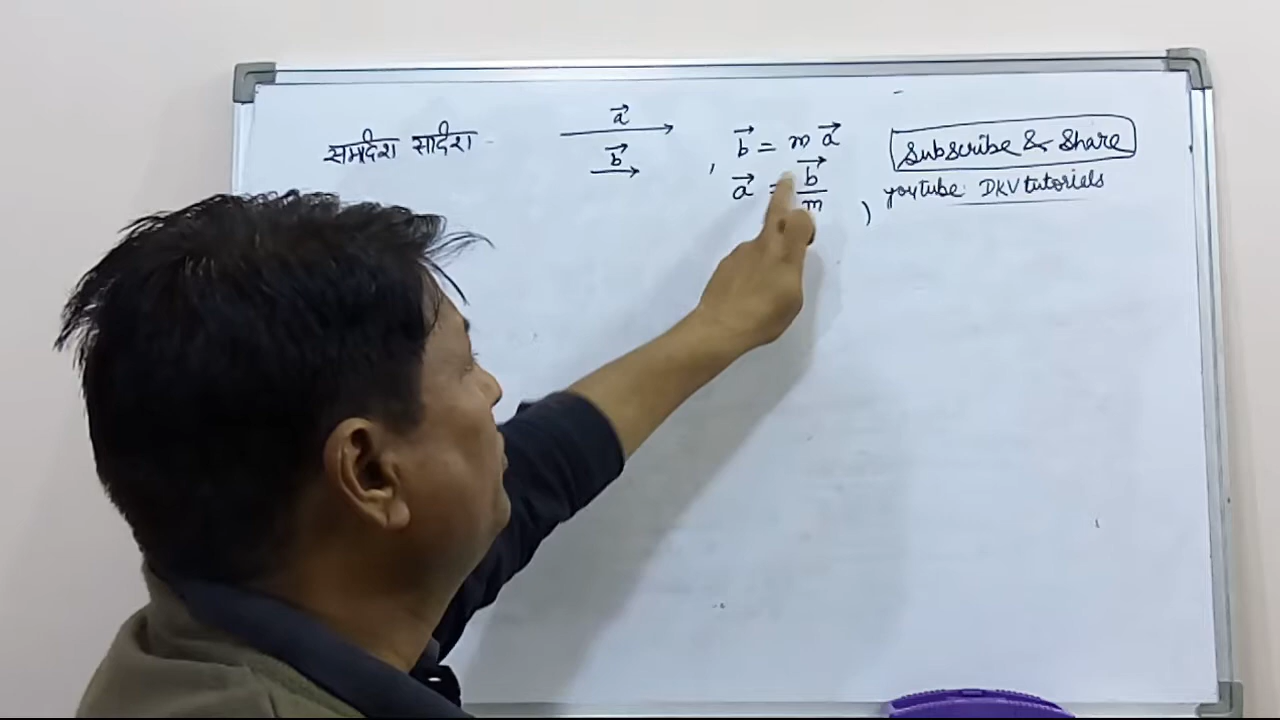 समदिश सदिश
a⃗
b⃗
, b⃗ = m a⃗
a⃗ = b⃗/m ,
Subscribe & Share
youtube: DKV tutorials